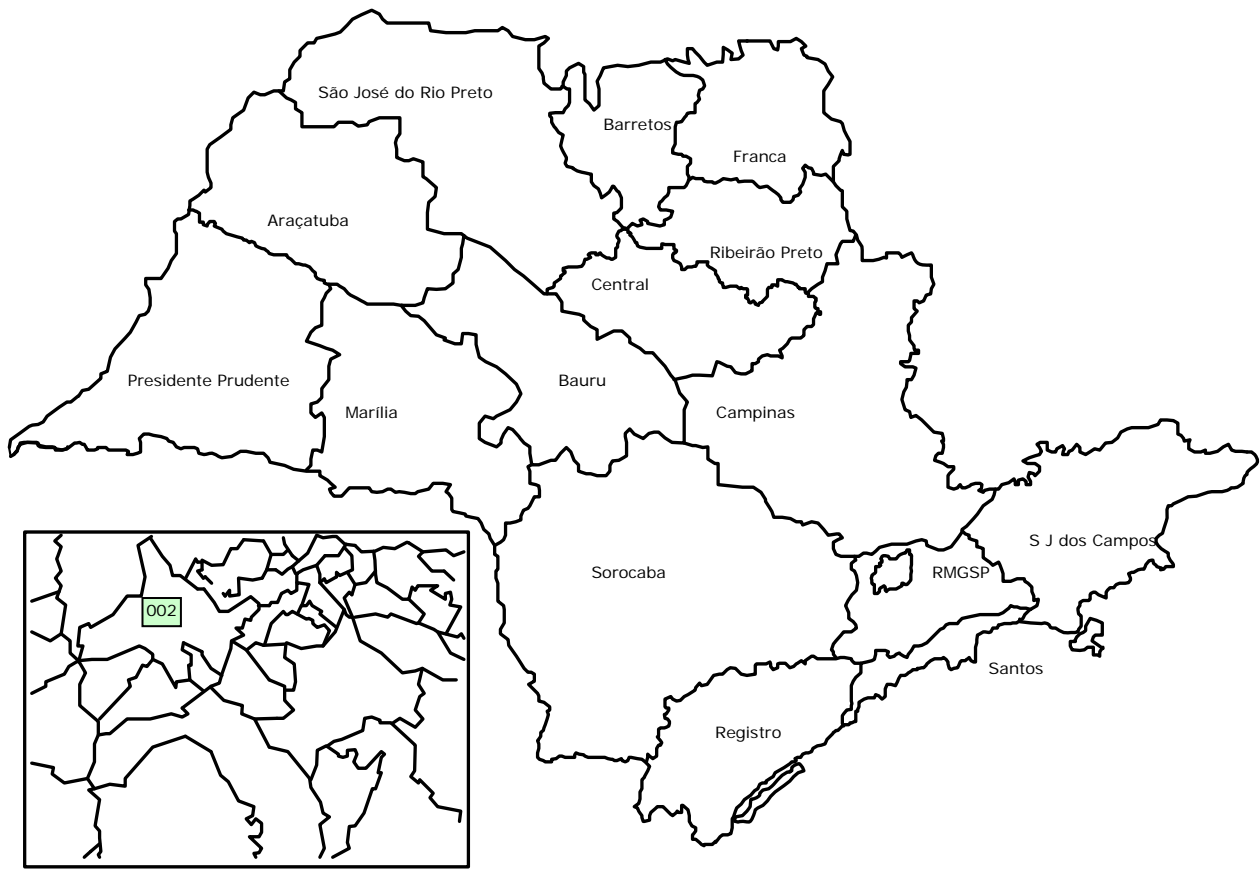 São José do Rio Preto
Barretos
Franca
Araçatuba
Ribeirão Preto
Central
Presidente Prudente
Marília
Bauru
Campinas
S J dos Campos
Sorocaba
RMGSP
002
Santos
Registro